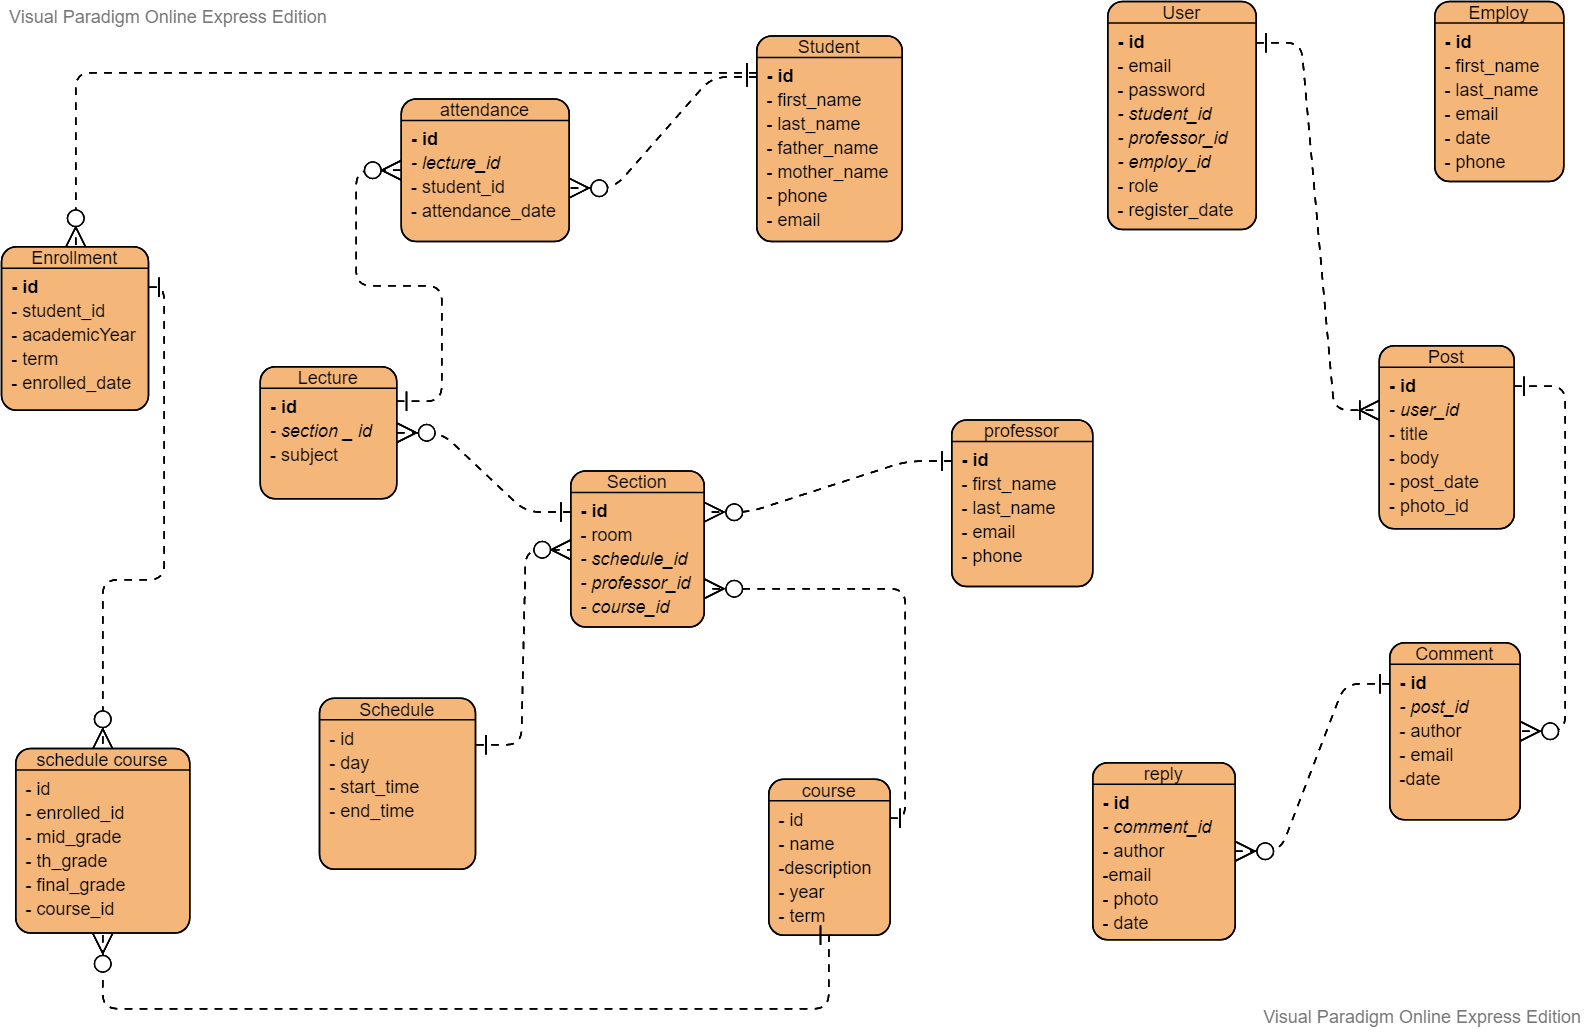 Visual Paradigm Online Express Edition
User
- id
- email
- password
- student_id
- professor_id
- employ_id
- role
- register_date
Employ
- id
- first_name
- last_name
- email
- date
- phone
Student
- id
- first_name
- last_name
- father_name
- mother_name
- phone
- email
attendance
- id
- lecture_id
- student_id
- attendance_date
Enrollment
- id
- student_id
- academicYear
- term
- enrolled_date
Lecture
- id
- section _ id
- subject
Post
- id
- user_id
- title
- body
- post_date
- photo_id
professor
- id
- first_name
- last_name
- email
- phone
Section
- id
- room
- schedule_id
- professor_id
- course_id
Comment
- id
- post_id
- author
- email
-date
Schedule
- id
- day
- start_time
- end_time
schedule course
- id
- enrolled_id
- mid_grade
- th_grade
- final_grade
- course_id
course
- id
- name
-description
- year
- term
reply
- id
- comment_id
- author
-email
- photo
- date
Visual Paradigm Online Express Edition